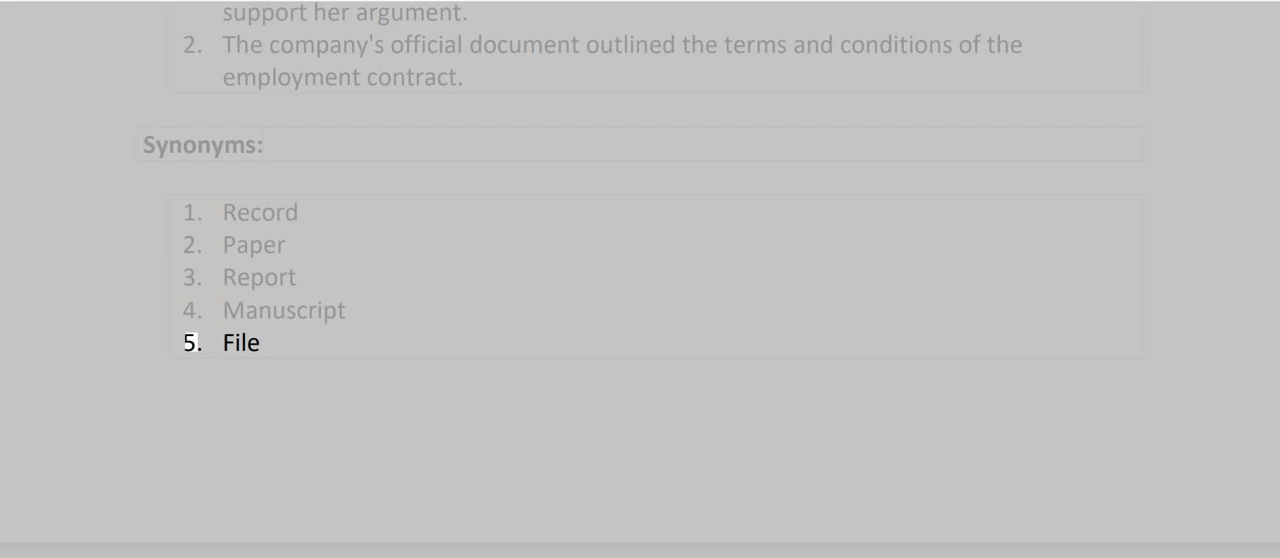 support her argument.
2. The company's official document outlined the terms and conditions of the
employment contract.
Synonyms:
1. Record
2. Paper
3. Report
4. Manuscript
5. File